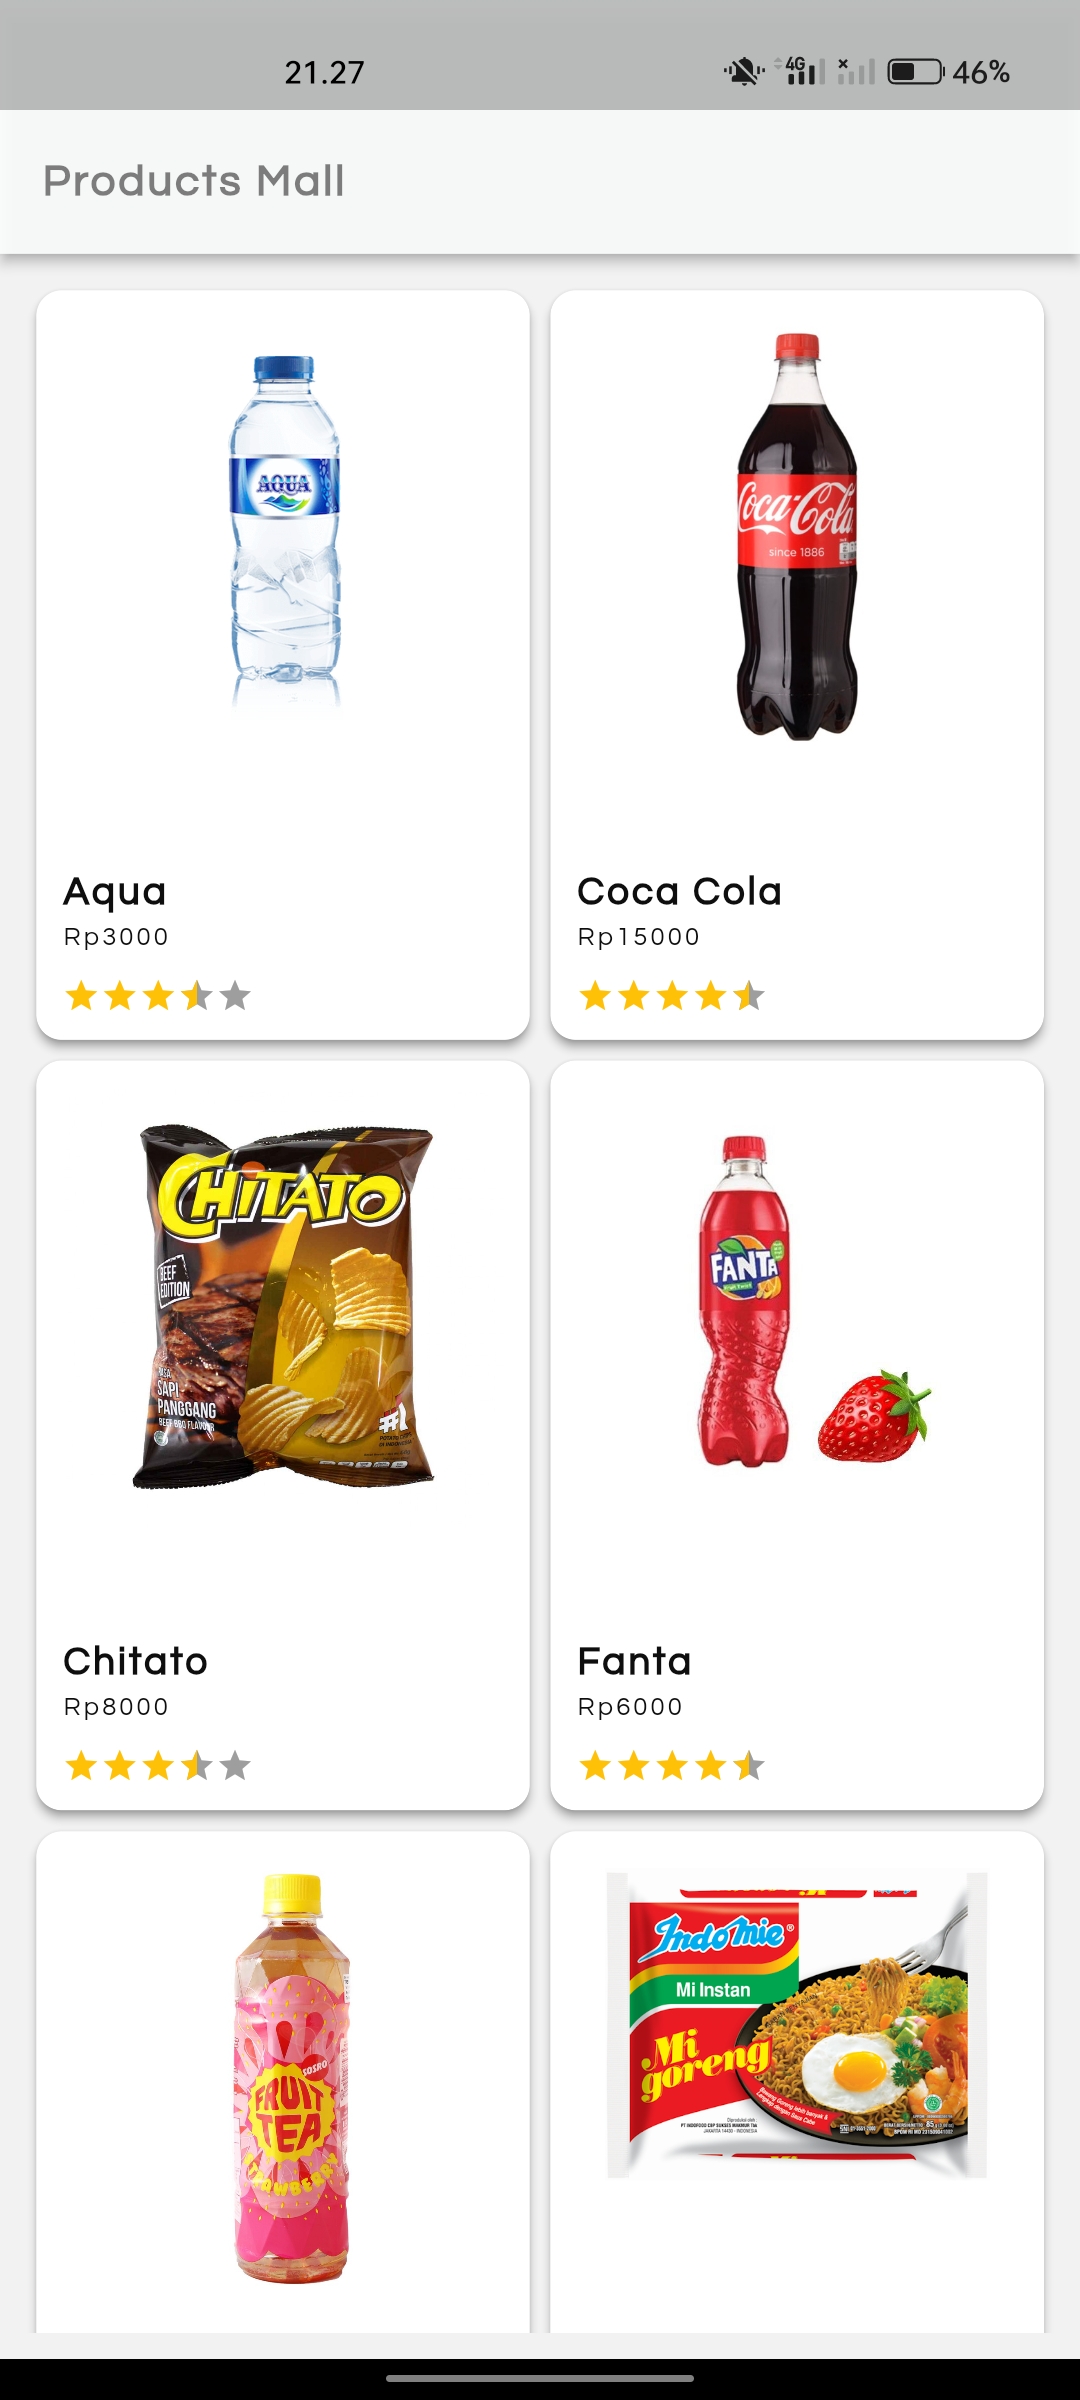 21.27
4G
46%
Products Mall
AQUA
Coca-Cola
since 1886
Aqua
Rp3000
Coca Cola
Rp15000
CHITATO
BEEF
EDITION
RASA
SAPI
PANGGANG
BEEF BBQ FLAVOUR
#1
FANTA
Chitato
Rp8000
Fanta
Rp6000
SOSRO
FRUIT
TEA
STRAWBERRY
Indomie®
Mi Instan
Mi
goreng